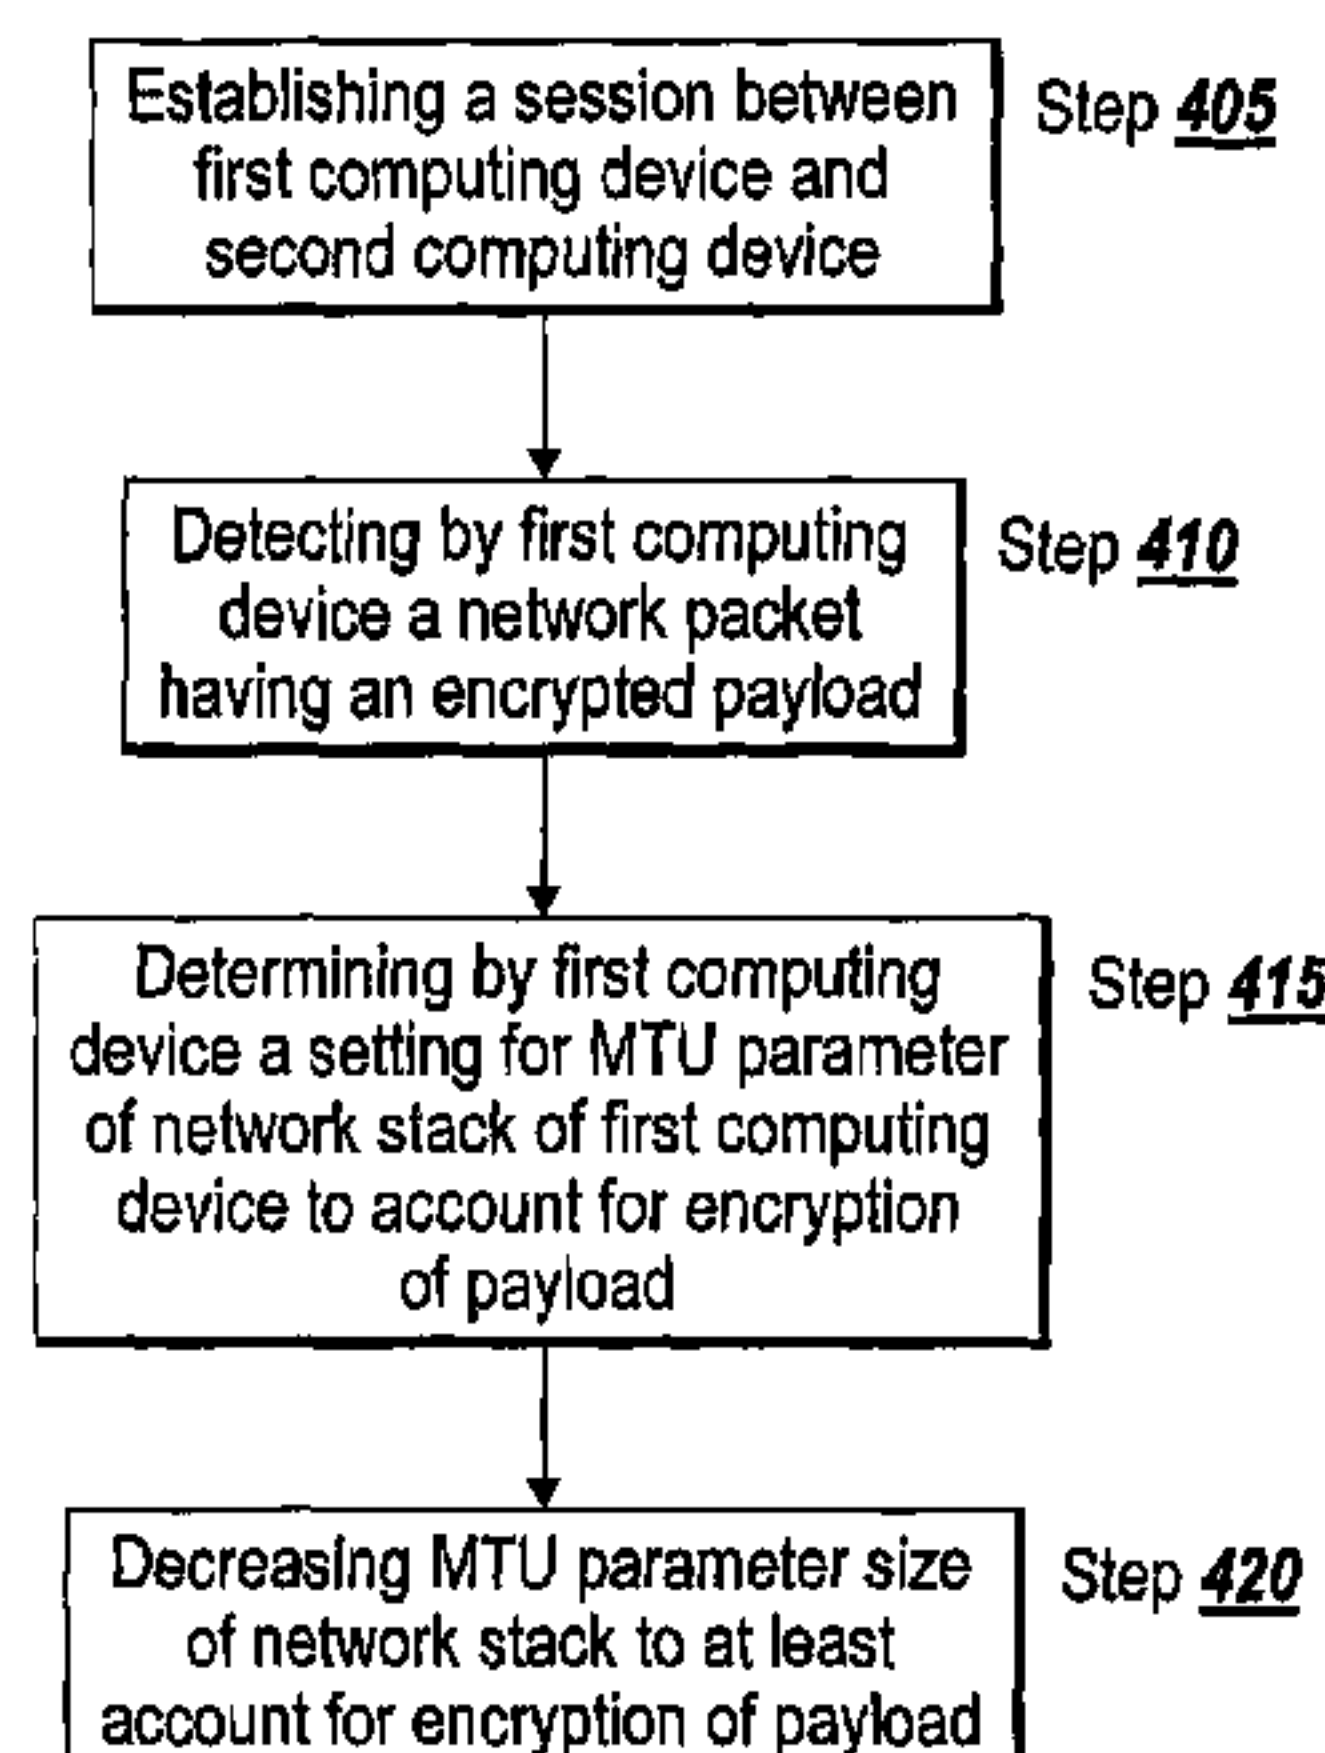 Establishing a session between
first computing device and
second computing device
Step 405
Detecting by first computing
device a network packet
having an encrypted payload
Step 410
Determining by first computing
device a setting for MTU parameter
of network stack of first computing
device to account for encryption
of payload
Step 415
Decreasing MTU parameter size
of network stack to at least
account for encryption of payload
Step 420